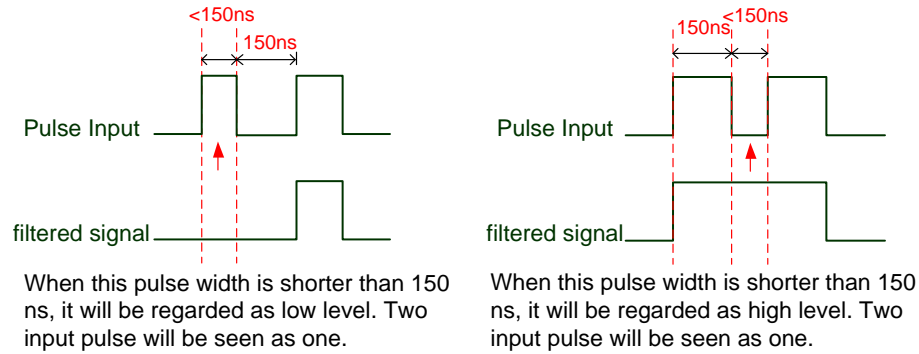 <150ns
150ns
Pulse Input
filtered signal
When this pulse width is shorter than 150
ns, it will be regarded as low level. Two
input pulse will be seen as one.
<150ns
150ns
Pulse Input
filtered signal
When this pulse width is shorter than 150
ns, it will be regarded as high level. Two
input pulse will be seen as one.